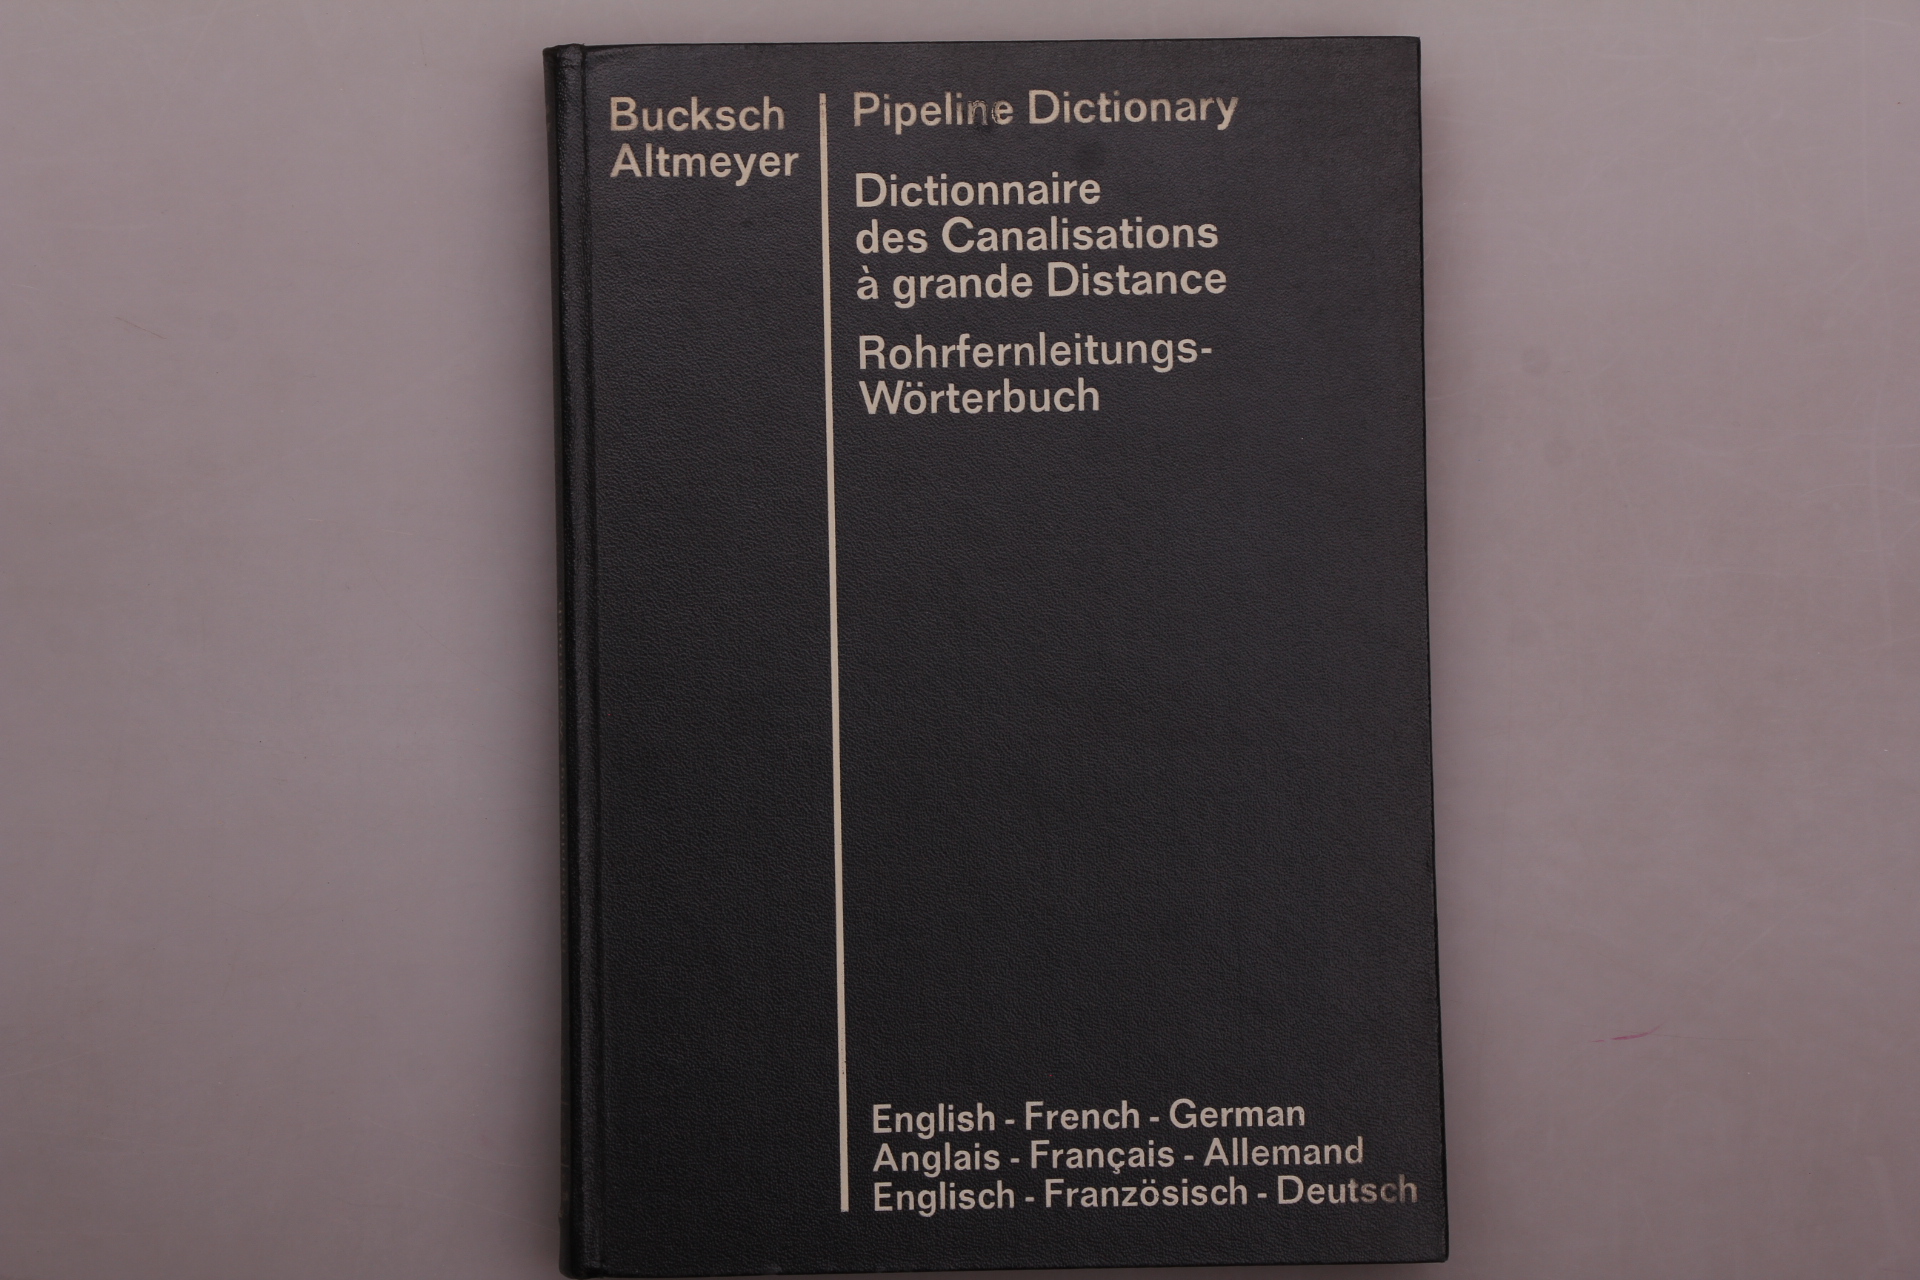 Bucksch
Altmeyer
Pipeline Dictionary
Dictionnaire
des Canalisations
à grande Distance
Rohrfernleitungs-
Wörterbuch
English - French - German
Anglais - Français - Allemand
Englisch - Französisch - Deutsch